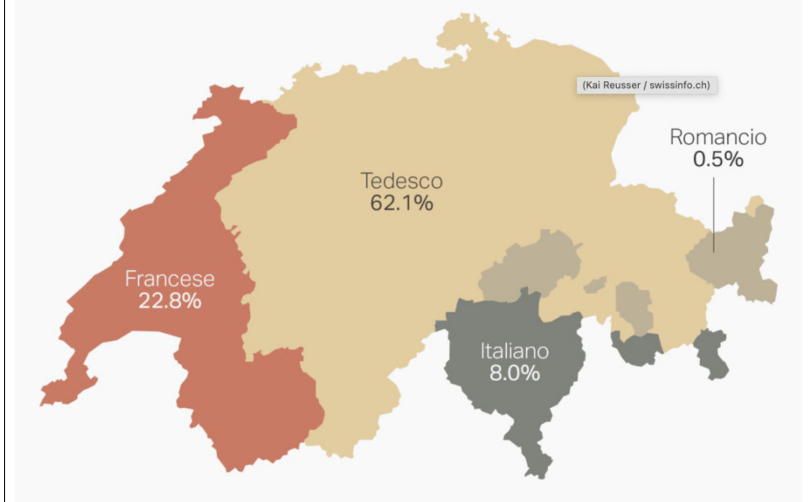 (Kai Reusser / swissinfo.ch)
Romancio
0.5%
Tedesco
62.1%
Francese
22.8%
Italiano
8.0%